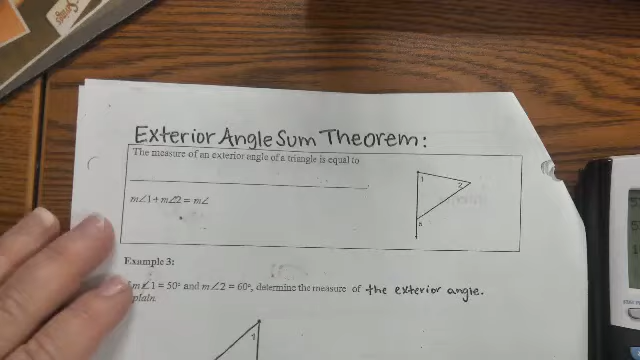 Exterior Angle Sum Theorem:
The measure of an exterior angle of a triangle is equal to
m∠1 + m∠2 = m∠
1
2
Example 3:
m∠1 = 50° and m∠2 = 60°, determine the measure of the exterior angle.
1